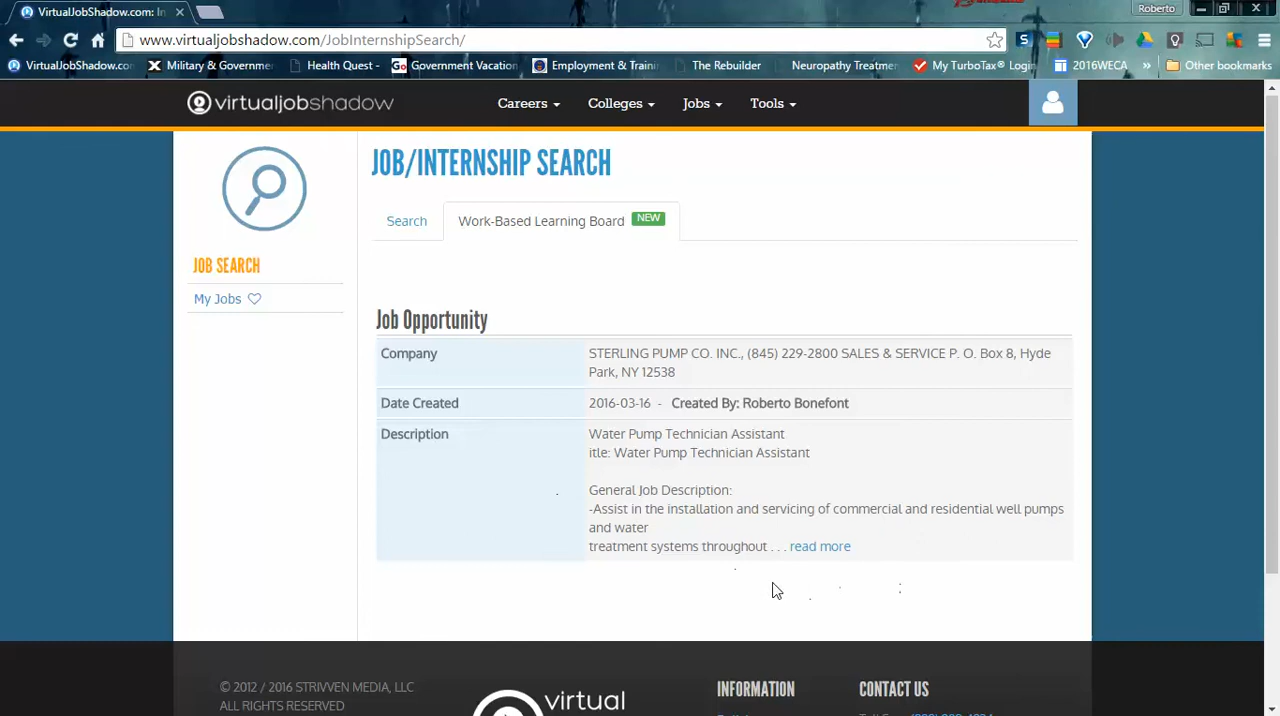 VirtualJobShadow.com: In
Roberto
www.virtualjobshadow.com/JobInternshipSearch/
VirtualJobShadow.co
Military & Governme
Health Quest -
Go Government Vacation
Employment & Traini
The Rebuilder
Neuropathy Treatme
My TurboTax® Login
2016WECA
»
Other bookmarks
virtualjobshadow
Careers
Colleges
Jobs
Tools
JOB/INTERNSHIP SEARCH
Search
Work-Based Learning Board NEW
JOB SEARCH
My Jobs
Job Opportunity
Company
STERLING PUMP CO. INC., (845) 229-2800 SALES & SERVICE P. O. Box 8, Hyde
Park, NY 12538
Date Created
2016-03-16 - Created By: Roberto Bonefont
Description
Water Pump Technician Assistant
itle: Water Pump Technician Assistant
General Job Description:
-Assist in the installation and servicing of commercial and residential well pumps
and water
treatment systems throughout . . . read more
© 2012 / 2016 STRIVVEN MEDIA, LLC
ALL RIGHTS RESERVED
virtual
INFORMATION
CONTACT US